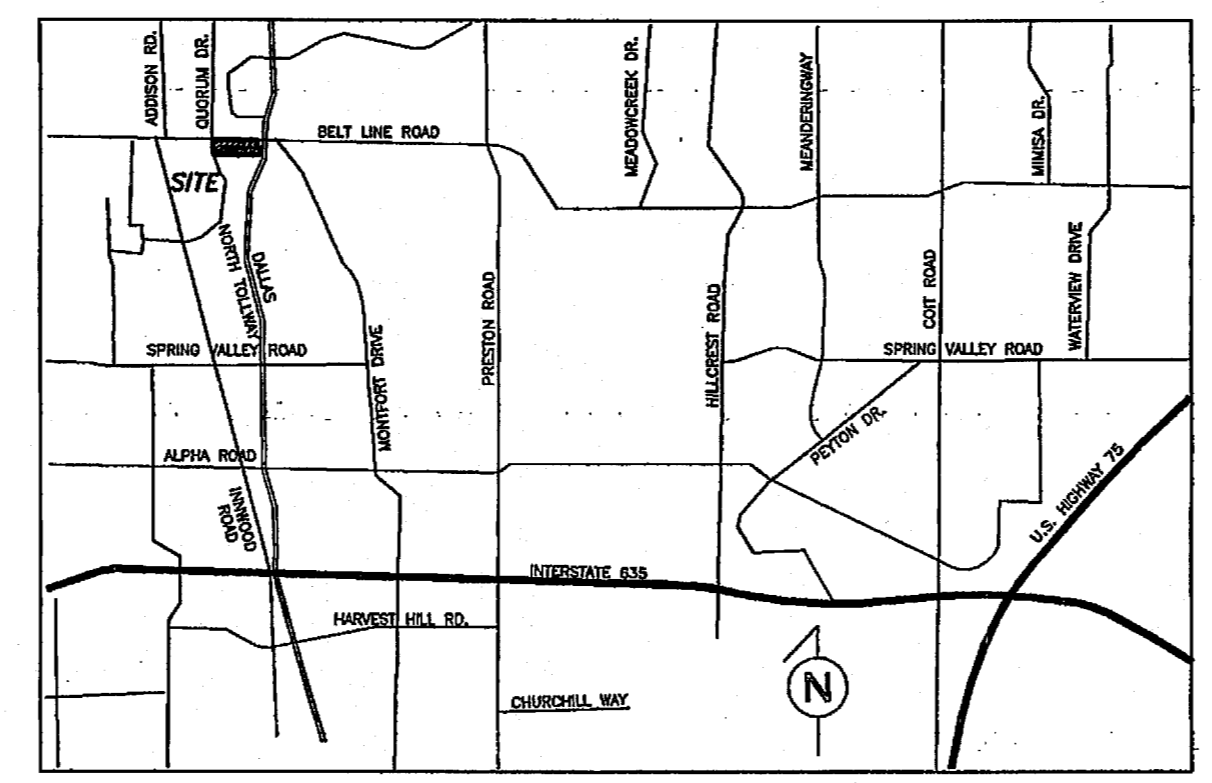 ADDISON RD.
QUORUM DR.
BELT LINE ROAD
MEADOWCREEK DR.
MEANDERINGWAY
MIMISA DR.
SITE
NORTH TOLLWAY
DALLAS
WATERVIEW DRIVE
COIT ROAD
PRESTON ROAD
HILLCREST ROAD
MONTFORT DRIVE
SPRING VALLEY ROAD
SPRING VALLEY ROAD
PEYTON DR.
ALPHA ROAD
U.S. HIGHWAY 75
INNWOOD
ROAD
INTERSTATE 635
HARVEST HILL RD.
N
CHURCHILL WAY